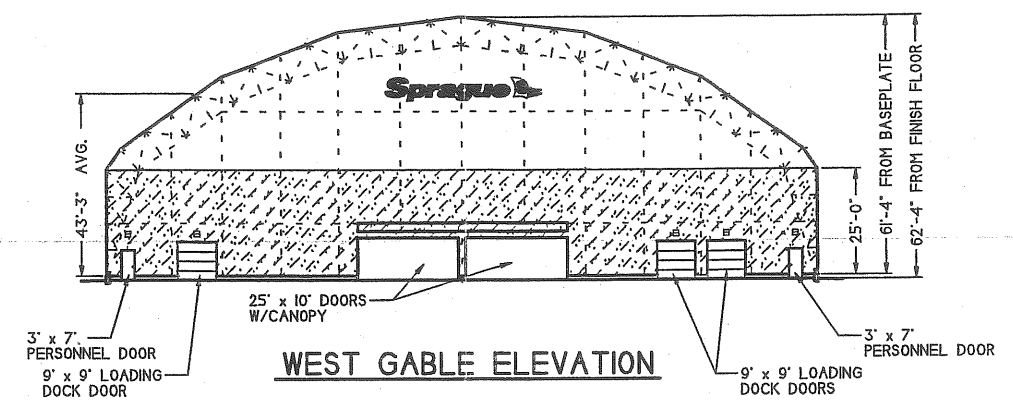 Sprague
43'-3" AVG.
25'-0"
61'-4" FROM BASEPLATE
62'-4" FROM FINISH FLOOR
25' x 10' DOORS
W/CANOPY
3' x 7'
PERSONNEL DOOR
9' x 9' LOADING
DOCK DOOR
WEST GABLE ELEVATION
9' x 9' LOADING
DOCK DOORS
3' x 7'
PERSONNEL DOOR